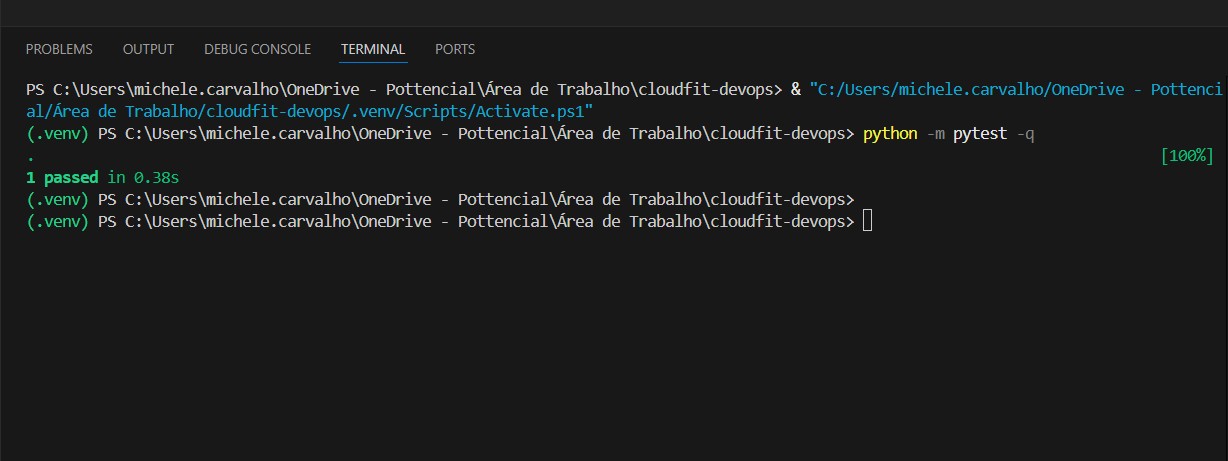 PROBLEMS OUTPUT DEBUG CONSOLE TERMINAL PORTS
PS C:\Users\michele.carvalho\OneDrive - Pottencial\Área de Trabalho\cloudfit-devops> & "C:/Users/michele.carvalho/OneDrive - Pottenci
al/Área de Trabalho/cloudfit-devops/.venv/Scripts/Activate.ps1"
(.venv) PS C:\Users\michele.carvalho\OneDrive - Pottencial\Área de Trabalho\cloudfit-devops> python -m pytest -q
. [100%]
1 passed in 0.38s
(.venv) PS C:\Users\michele.carvalho\OneDrive - Pottencial\Área de Trabalho\cloudfit-devops>
(.venv) PS C:\Users\michele.carvalho\OneDrive - Pottencial\Área de Trabalho\cloudfit-devops>